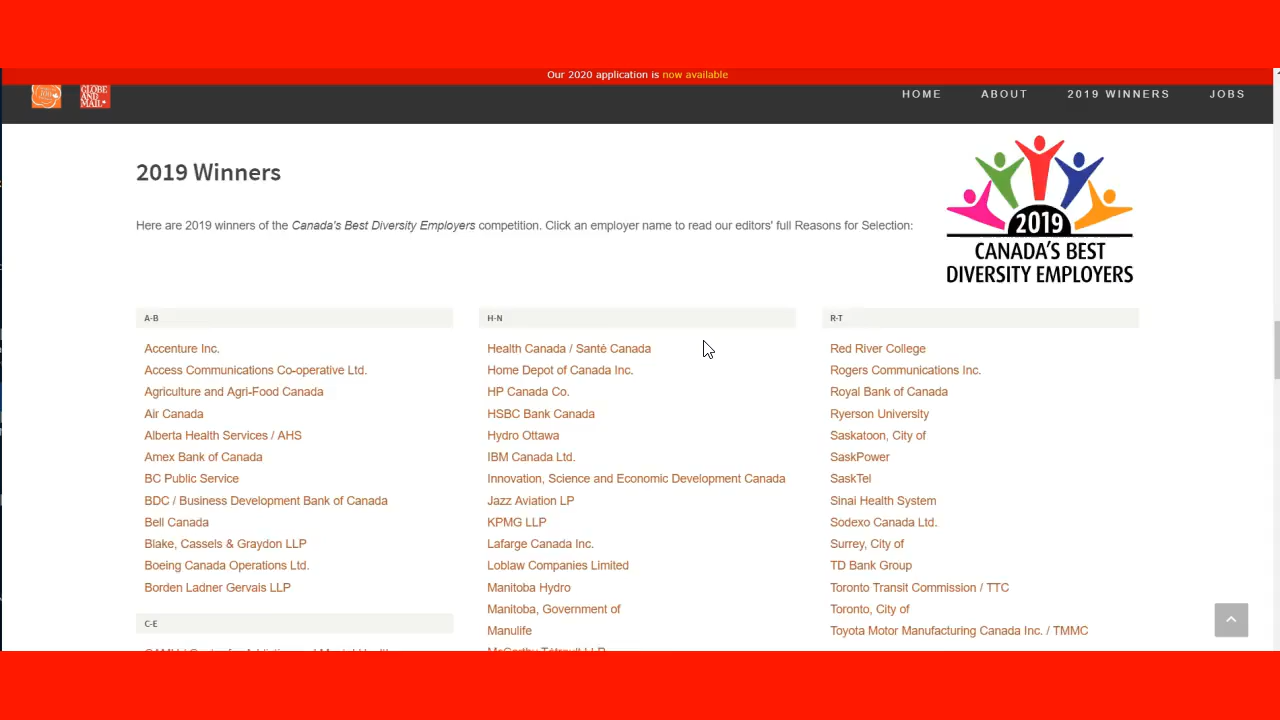 Our 2020 application is now available
GLOBE
AND
MAIL*
HOME ABOUT 2019 WINNERS JOBS
2019 Winners
Here are 2019 winners of the Canada's Best Diversity Employers competition. Click an employer name to read our editors' full Reasons for Selection:
2019
CANADA'S BEST
DIVERSITY EMPLOYERS
A-B
Accenture Inc.
Access Communications Co-operative Ltd.
Agriculture and Agri-Food Canada
Air Canada
Alberta Health Services / AHS
Amex Bank of Canada
BC Public Service
BDC / Business Development Bank of Canada
Bell Canada
Blake, Cassels & Graydon LLP
Boeing Canada Operations Ltd.
Borden Ladner Gervais LLP
C-E
H-N
Health Canada / Santé Canada
Home Depot of Canada Inc.
HP Canada Co.
HSBC Bank Canada
Hydro Ottawa
IBM Canada Ltd.
Innovation, Science and Economic Development Canada
Jazz Aviation LP
KPMG LLP
Lafarge Canada Inc.
Loblaw Companies Limited
Manitoba Hydro
Manitoba, Government of
Manulife
McCarthy Tétrault LLP
R-T
Red River College
Rogers Communications Inc.
Royal Bank of Canada
Ryerson University
Saskatoon, City of
SaskPower
SaskTel
Sinai Health System
Sodexo Canada Ltd.
Surrey, City of
TD Bank Group
Toronto Transit Commission / TTC
Toronto, City of
Toyota Motor Manufacturing Canada Inc. / TMMC